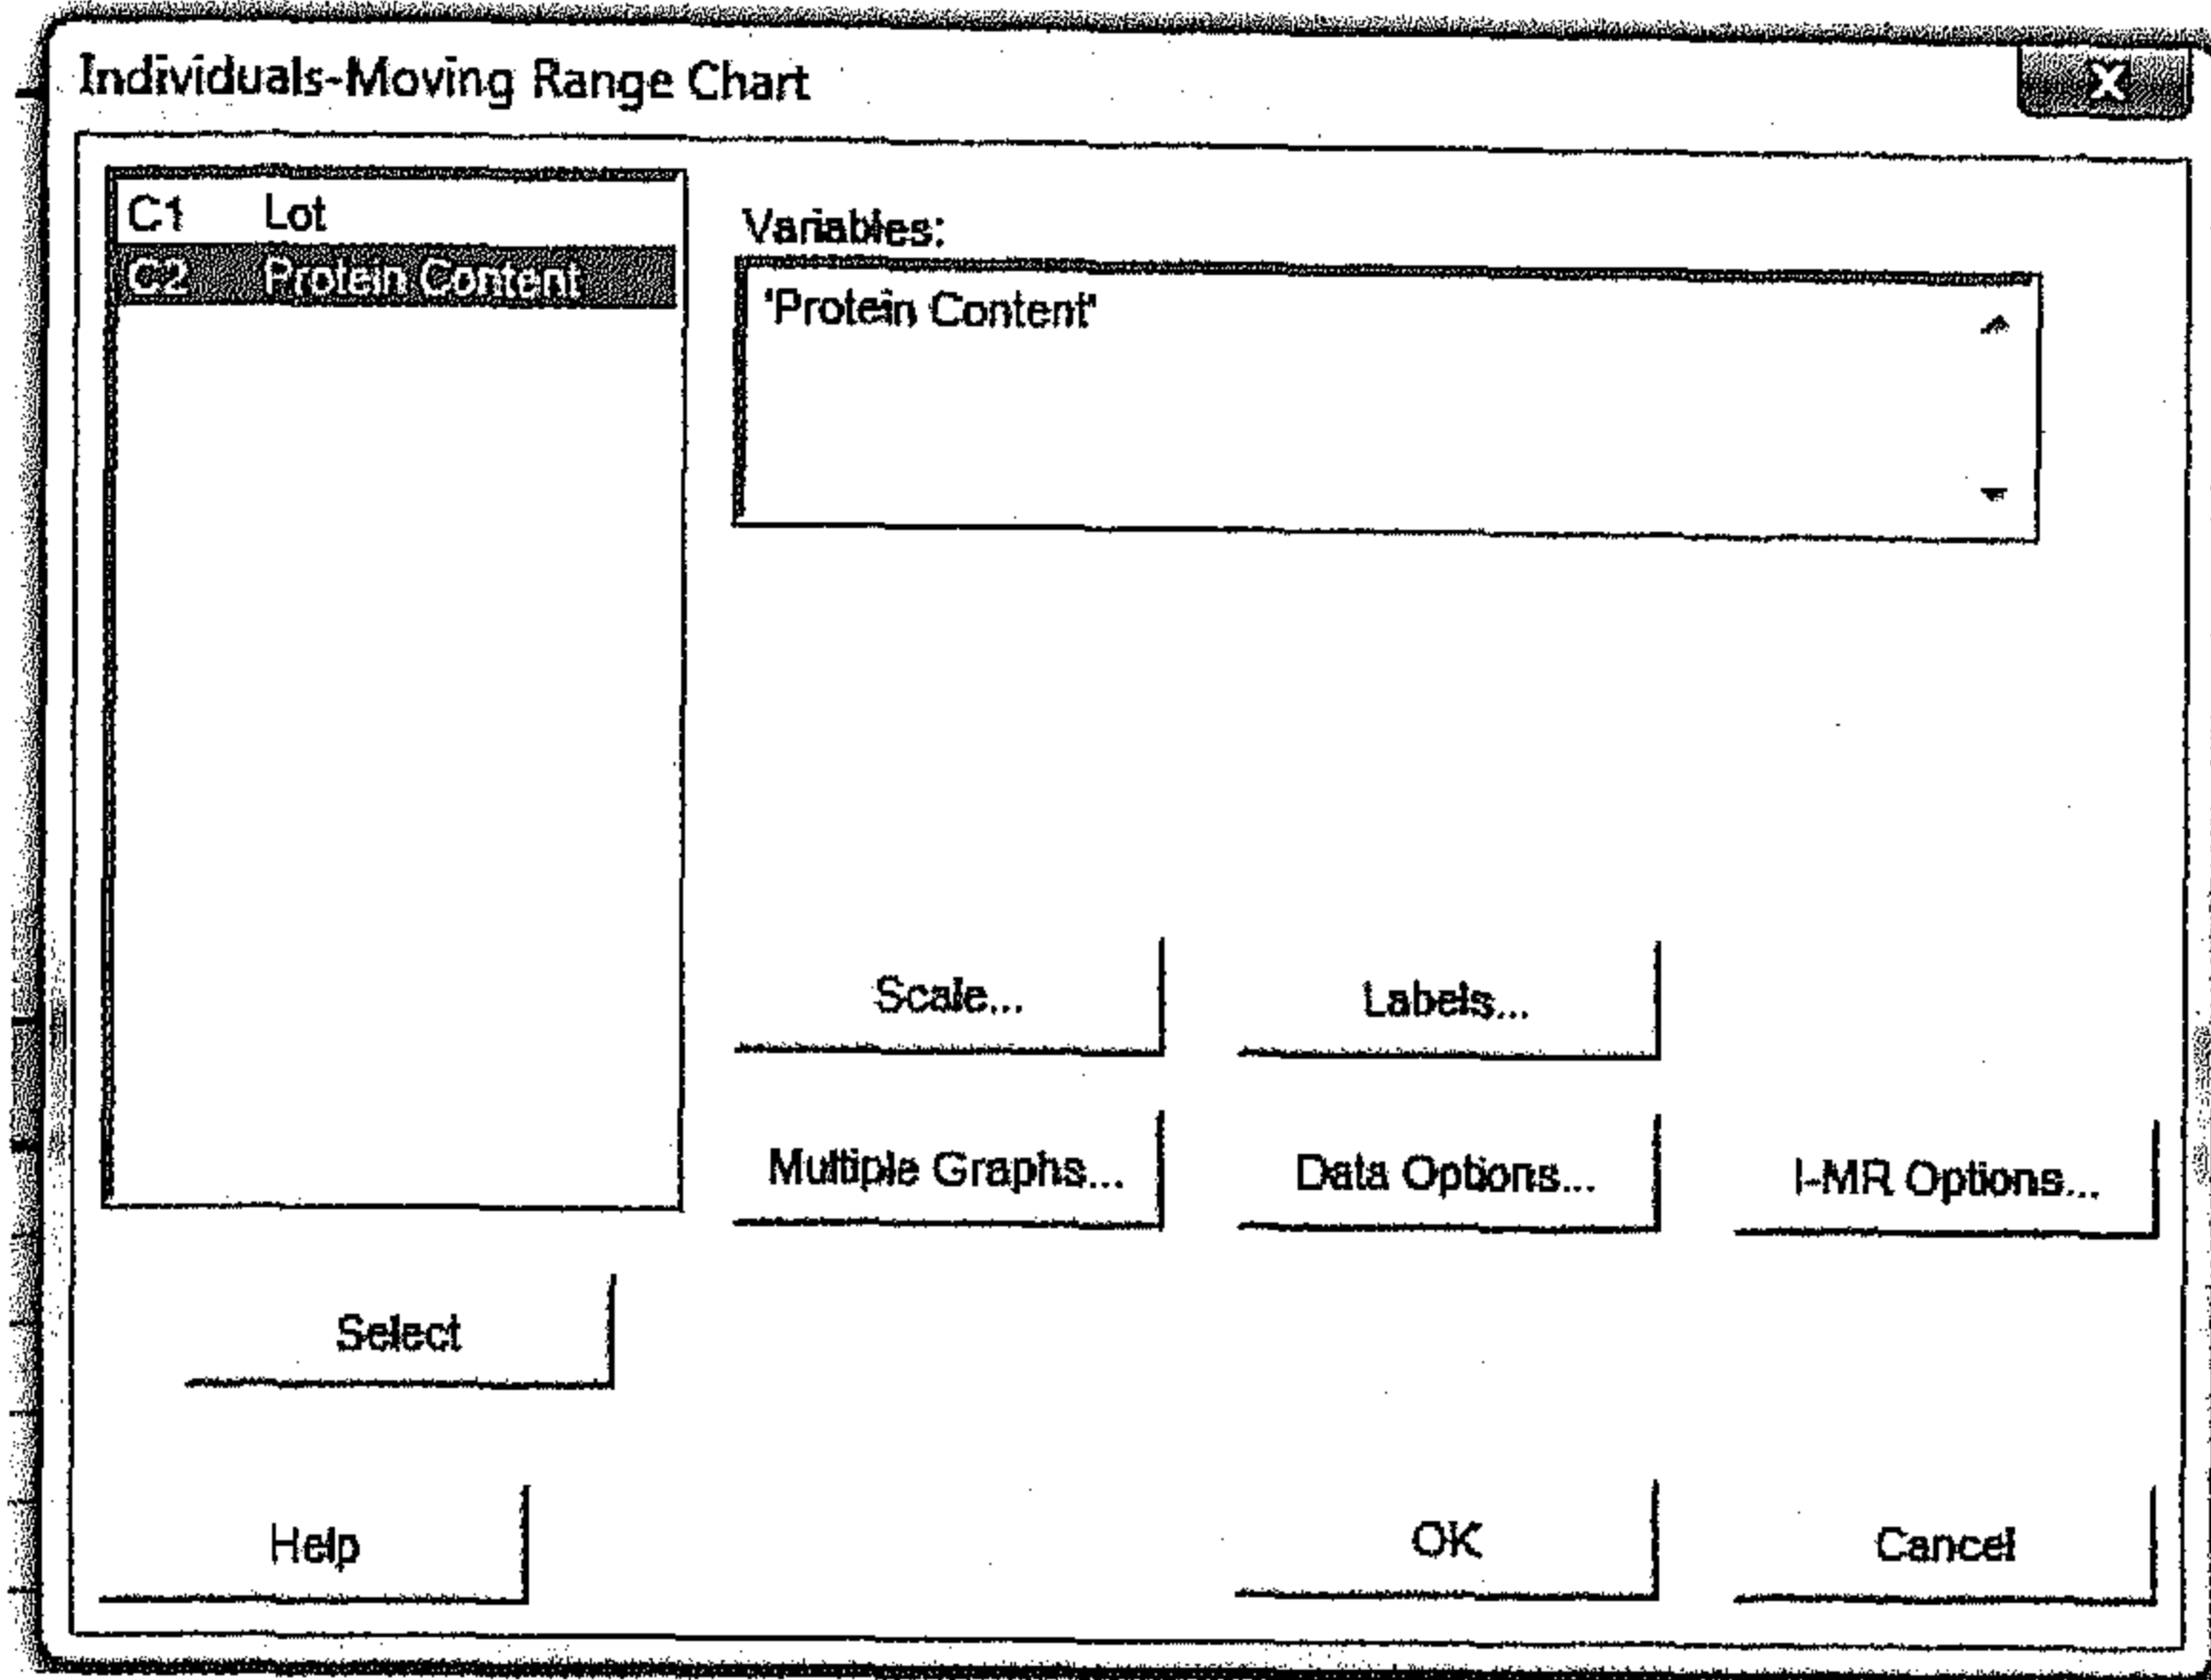 Individuals-Moving Range Chart
X
C1 Lot
C2 Protein Content
Variables:
'Protein Content'
Scale...
Labels...
Multiple Graphs...
Data Options...
I-MR Options...
Select
Help
OK
Cancel